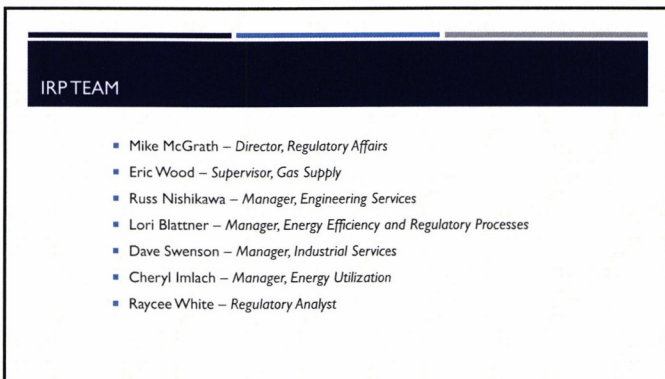 IRP TEAM
▪ Mike McGrath – Director, Regulatory Affairs
▪ Eric Wood – Supervisor, Gas Supply
▪ Russ Nishikawa – Manager, Engineering Services
▪ Lori Blattner – Manager, Energy Efficiency and Regulatory Processes
▪ Dave Swenson – Manager, Industrial Services
▪ Cheryl Imlach – Manager, Energy Utilization
▪ Raycee White – Regulatory Analyst